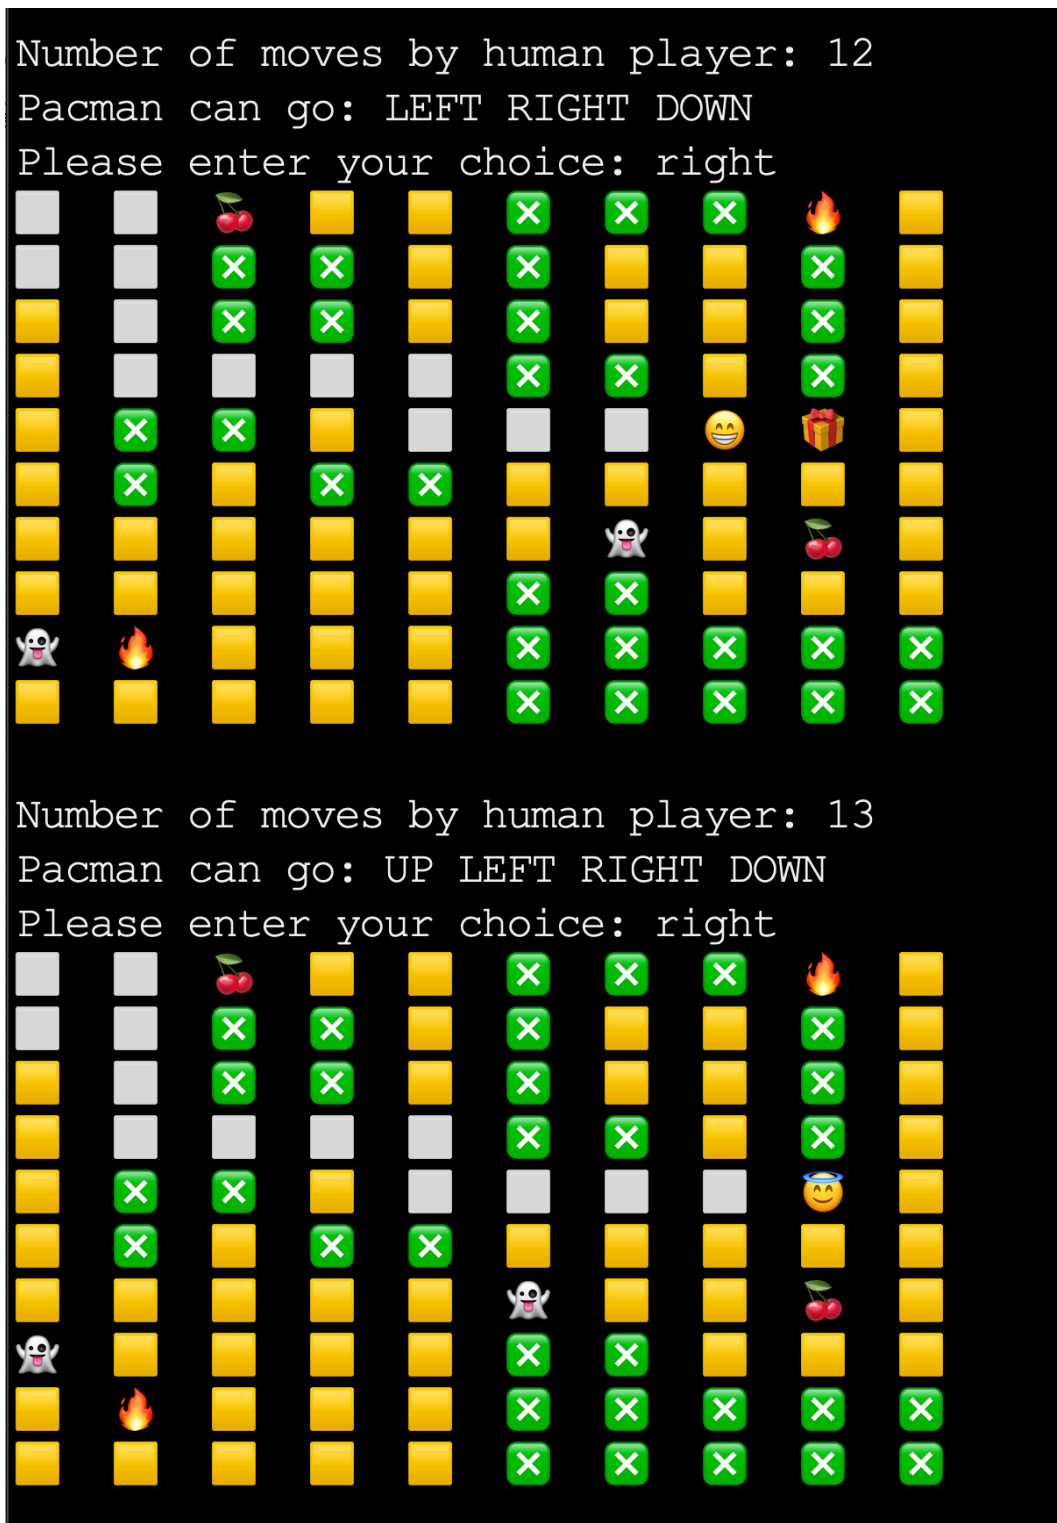 Number of moves by human player: 12
Pacman can go: LEFT RIGHT DOWN
Please enter your choice: right
Number of moves by human player: 13
Pacman can go: UP LEFT RIGHT DOWN
Please enter your choice: right